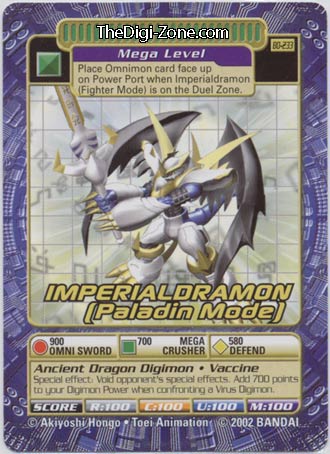 TheDigi-Zone.com
BO-233
Mega Level
Place Omnimon card face up
on Power Port when Imperialdramon
(Fighter Mode) is on the Duel Zone.
IMPERIALDRAMON
(Paladin Mode)
900 OMNI SWORD 700 MEGA CRUSHER 580 DEFEND
Ancient Dragon Digimon • Vaccine
Special effect: Void opponent's special effects. Add 700 points
to your Digimon Power when confronting a Virus Digimon.
SCORE R:100 C:100 U:100 M:100
©Akiyoshi Hongo • Toei Animation ©2002 BANDAI